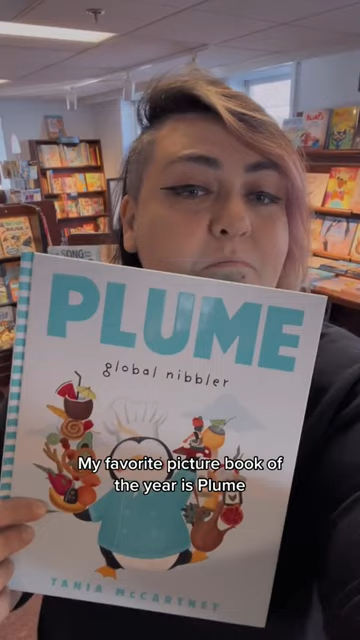 PLUME
global nibbler
My favorite picture book of
the year is Plume
TANIA McCARTNEY